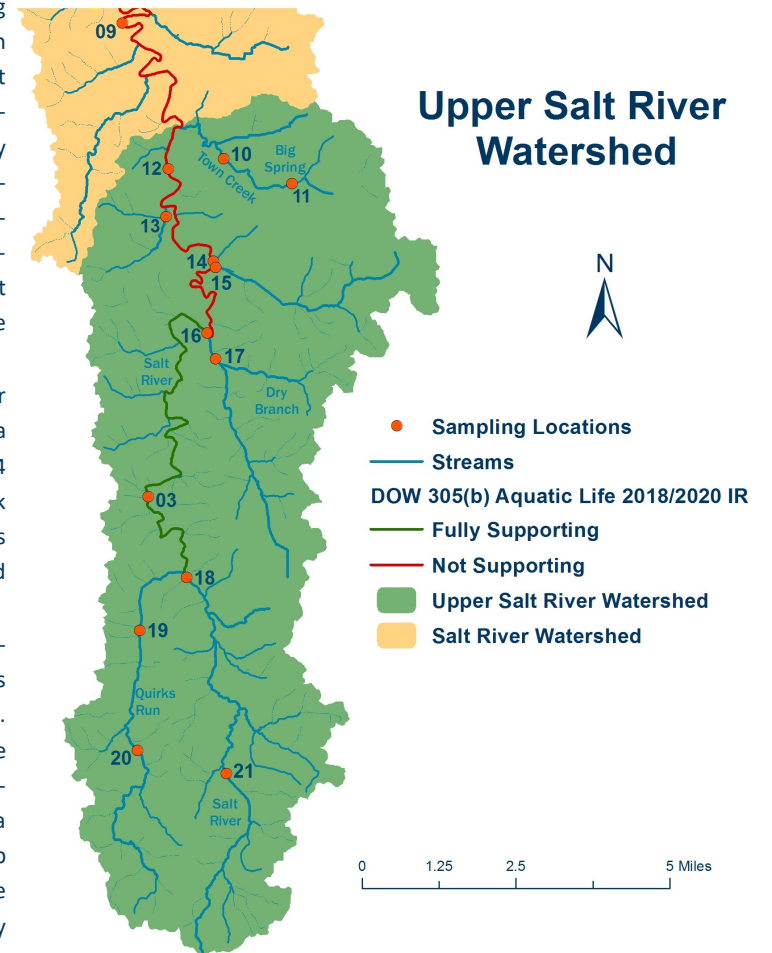 Upper Salt River
Watershed
N
09
10
Big
Spring
Town Creek
11
12
13
14
15
16
17
Salt
River
Dry
Branch
03
18
19
Quirks
Run
20
21
Salt
River
Sampling Locations
Streams
DOW 305(b) Aquatic Life 2018/2020 IR
Fully Supporting
Not Supporting
Upper Salt River Watershed
Salt River Watershed
0 1.25 2.5 5 Miles